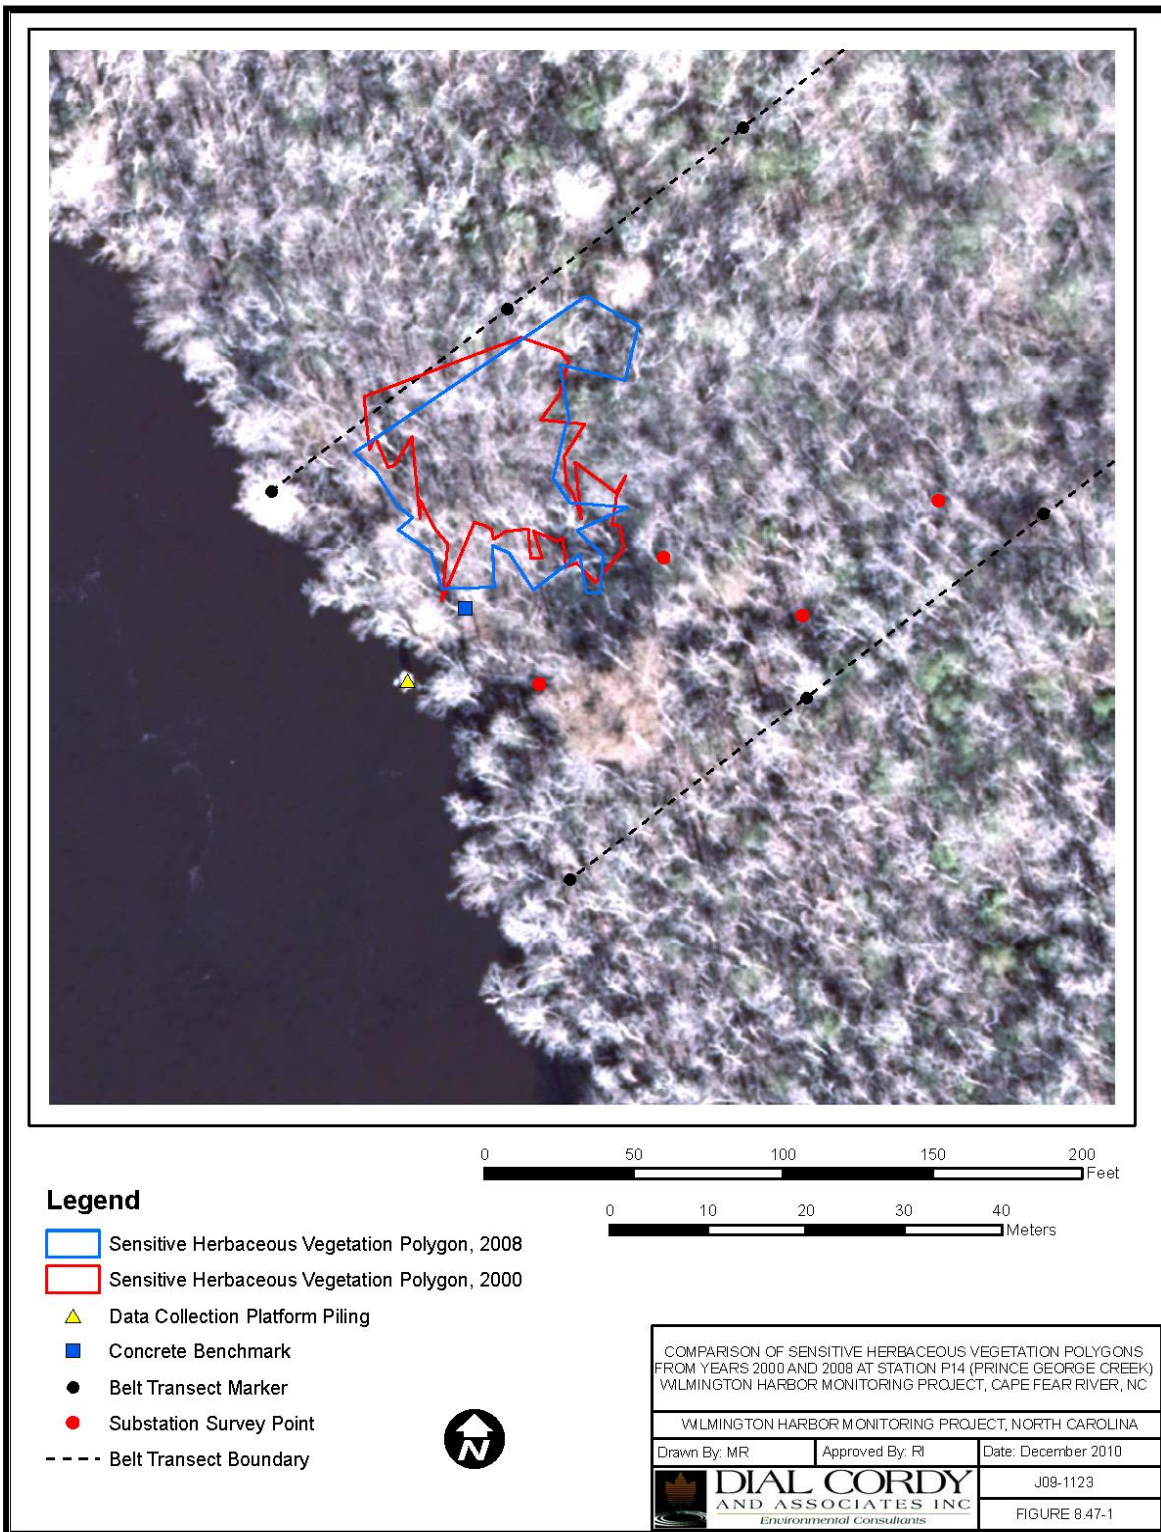 0 50 100 150 200
Feet
0 10 20 30 40
Meters
Legend
Sensitive Herbaceous Vegetation Polygon, 2008
Sensitive Herbaceous Vegetation Polygon, 2000
Data Collection Platform Piling
Concrete Benchmark
Belt Transect Marker
Substation Survey Point
Belt Transect Boundary
N
COMPARISON OF SENSITIVE HERBACEOUS VEGETATION POLYGONS
FROM YEARS 2000 AND 2008 AT STATION P14 (PRINCE GEORGE CREEK)
WILMINGTON HARBOR MONITORING PROJECT, CAPE FEAR RIVER, NC
WILMINGTON HARBOR MONITORING PROJECT, NORTH CAROLINA
Drawn By: MR Approved By: RI Date: December 2010
DIAL CORDY
AND ASSOCIATES INC
Environmental Consultants
J09-1123
FIGURE 8.47-1